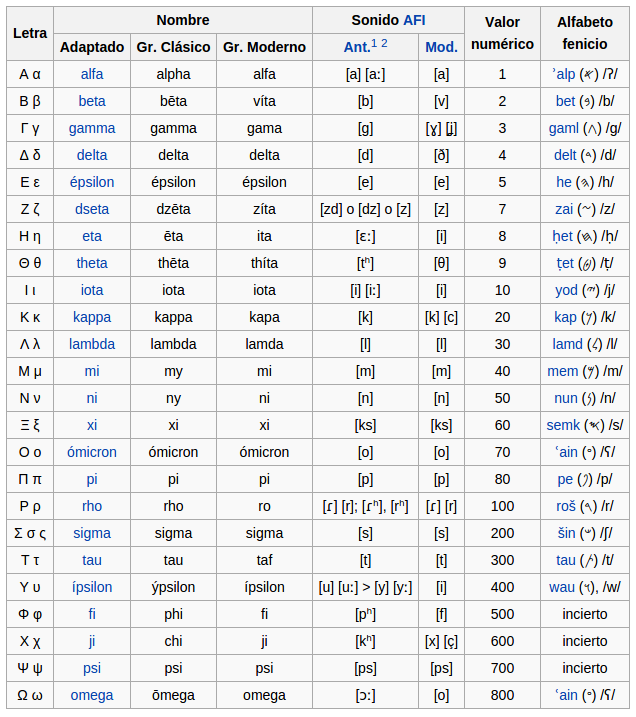 Letra Nombre Sonido AFI Valor numérico Alfabeto fenicio
Adaptado Gr. Clásico Gr. Moderno Ant.1 2 Mod.
Α α alfa alpha alfa [a] [aː] [a] 1 ʾalp () /ʔ/
Β β beta bēta víta [b] [v] 2 bet () /b/
Γ γ gamma gamma gama [g] [ɣ] [ʝ] 3 gaml () /g/
Δ δ delta delta delta [d] [ð] 4 delt () /d/
Ε ε épsilon épsilon épsilon [e] [e] 5 he () /h/
Ζ ζ dseta dzēta zíta [zd] o [dz] o [z] [z] 7 zai () /z/
Η η eta ēta ita [ɛː] [i] 8 ḥet () /ḥ/
Θ θ theta thēta thíta [tʰ] [θ] 9 ṭet () /ṭ/
Ι ι iota iota iota [i] [iː] [i] 10 yod () /j/
Κ κ kappa kappa kapa [k] [k] [c] 20 kap () /k/
Λ λ lambda lambda lamda [l] [l] 30 lamd () /l/
Μ μ mi my mi [m] [m] 40 mem () /m/
Ν ν ni ny ni [n] [n] 50 nun () /n/
Ξ ξ xi xi xi [ks] [ks] 60 semk () /s/
Ο ο ómicron ómicron ómicron [o] [o] 70 ʿain () /ʕ/
Π π pi pi pi [p] [p] 80 pe () /p/
Ρ ρ rho rho ro [ɾ] [r]; [ɾʰ], [rʰ] [ɾ] [r] 100 roš () /r/
Σ σ ς sigma sigma sigma [s] [s] 200 šin () /ʃ/
Τ τ tau tau taf [t] [t] 300 tau () /t/
Υ υ ípsilon ýpsilon ípsilon [u] [uː] > [y] [yː] [i] 400 wau (), /w/
Φ φ fi phi fi [pʰ] [f] 500 incierto
Χ χ ji chi ji [kʰ] [x] [ç] 600 incierto
Ψ ψ psi psi psi [ps] [ps] 700 incierto
Ω ω omega ōmega omega [ɔː] [o] 800 ʿain () /ʕ/